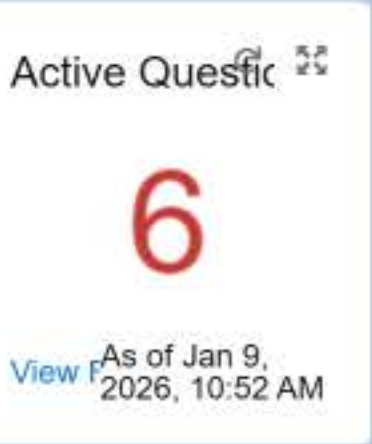 Active Questic
6
View F
As of Jan 9,
2026, 10:52 AM